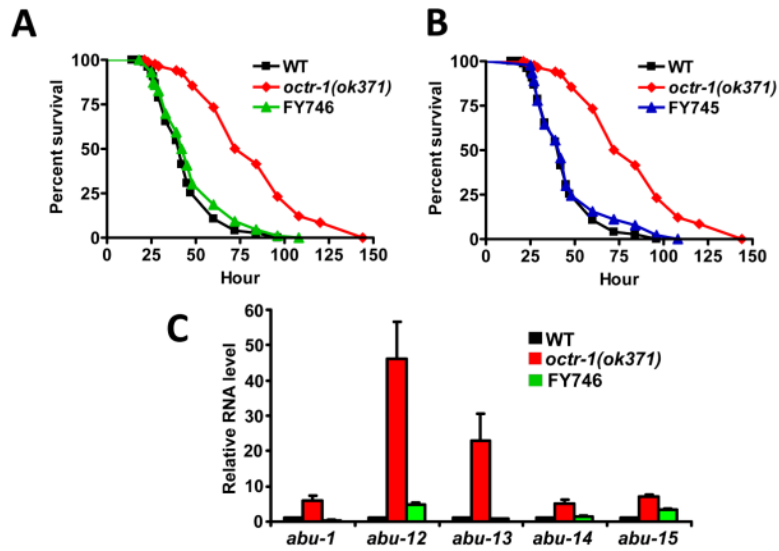 A
B
100
75
50
25
0
Percent survival
WT
octr-1(ok371)
FY746
0 25 50 75 100 125 150
Hour
100
75
50
25
0
Percent survival
WT
octr-1(ok371)
FY745
0 25 50 75 100 125 150
Hour
C
60
50
40
30
20
10
0
Relative RNA level
WT
octr-1(ok371)
FY746
abu-1 abu-12 abu-13 abu-14 abu-15